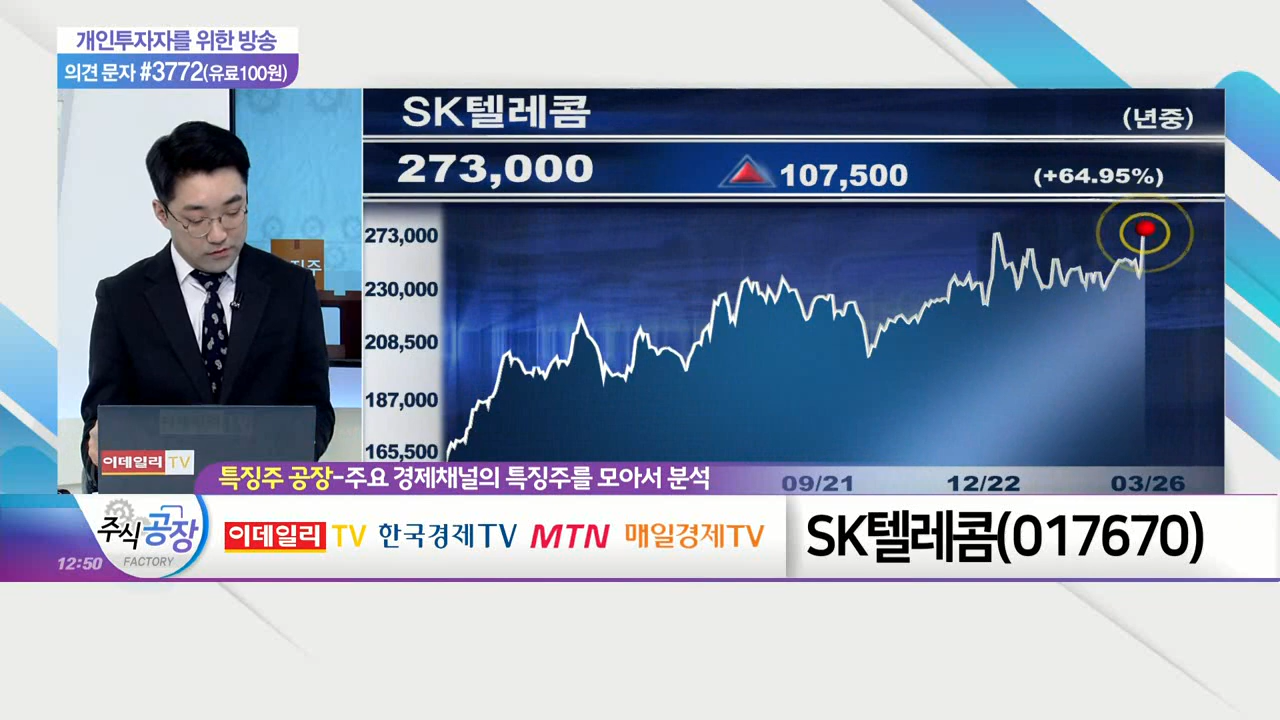 개인투자자를 위한 방송
의견 문자 #3772(유료100원)
SK텔레콤
(년중)
273,000
107,500
(+64.95%)
273,000
230,000
208,500
187,000
165,500
09/21
12/22
03/26
징주
이데일리 TV
특징주 공장-주요 경제채널의 특징주를 모아서 분석
주식공장
FACTORY
12:50
이데일리 TV 한국경제TV MTN 매일경제TV
SK텔레콤(017670)